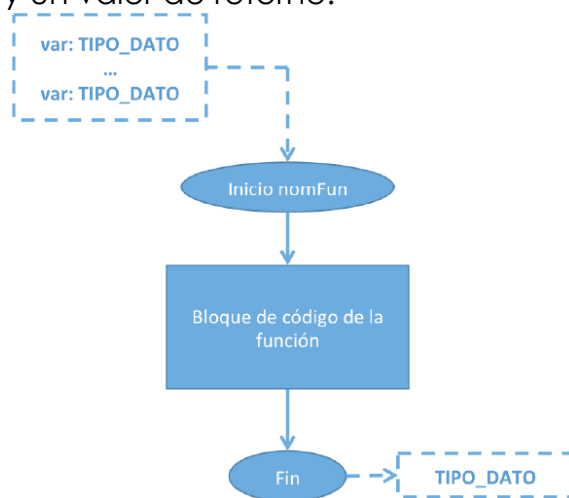 y un valor de retorno.
var: TIPO_DATO
...
var: TIPO_DATO
Inicio nomFun
Bloque de código de la
función
Fin
TIPO_DATO